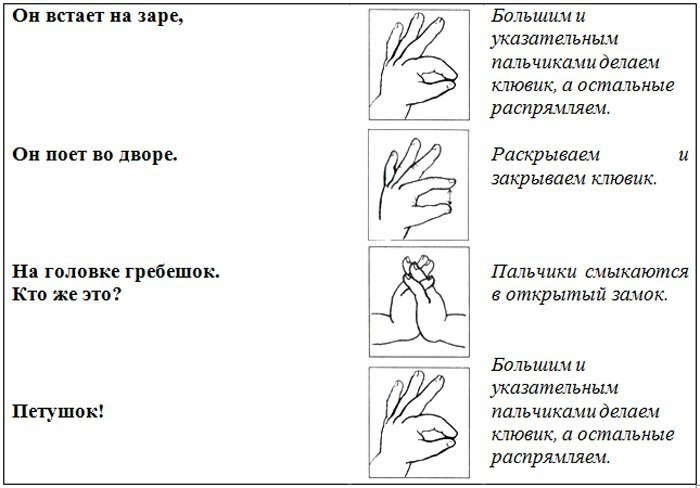 Он встает на заре,
Большим и
указательным
пальчиками делаем
клювик, а остальные
распрямляем.
Он поет во дворе.
Раскрываем и
закрываем клювик.
На головке гребешок.
Кто же это?
Пальчики смыкаются
в открытый замок.
Петушок!
Большим и
указательным
пальчиками делаем
клювик, а остальные
распрямляем.